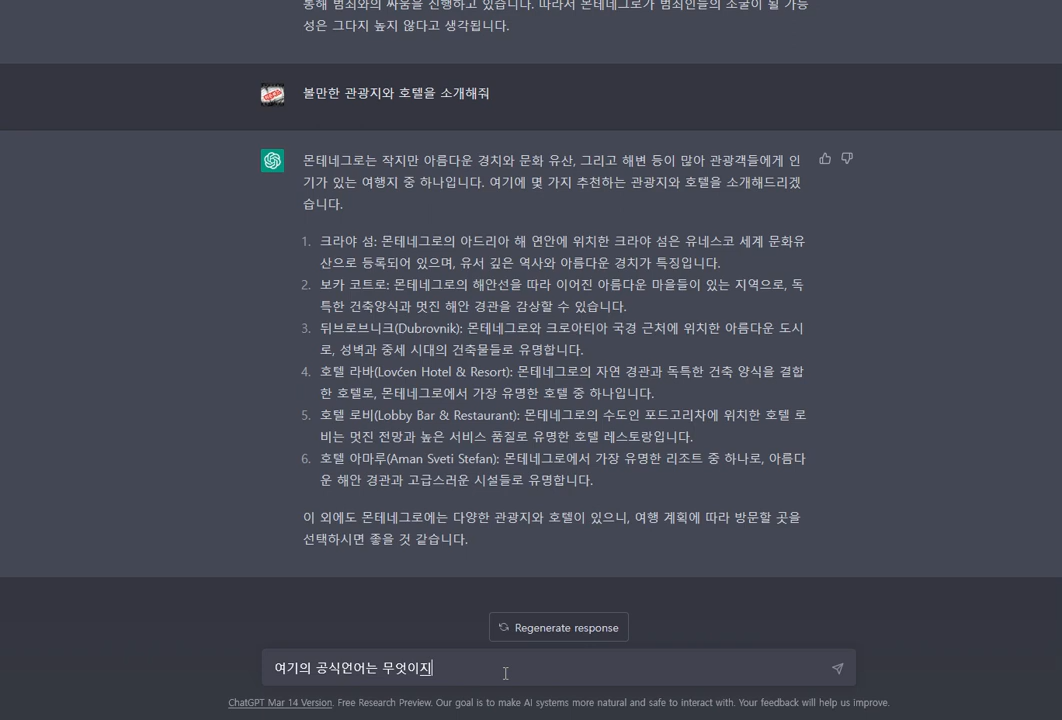 통해 범죄와의 싸움을 진행하고 있습니다. 따라서 몬테네그로가 범죄인들의 소굴이 될 가능
성은 그다지 높지 않다고 생각됩니다.
볼만한 관광지와 호텔을 소개해줘
몬테네그로는 작지만 아름다운 경치와 문화 유산, 그리고 해변 등이 많아 관광객들에게 인
기가 있는 여행지 중 하나입니다. 여기에 몇 가지 추천하는 관광지와 호텔을 소개해드리겠
습니다.
1. 크라야 섬: 몬테네그로의 아드리아 해 연안에 위치한 크라야 섬은 유네스코 세계 문화유
산으로 등록되어 있으며, 유서 깊은 역사와 아름다운 경치가 특징입니다.
2. 보카 코트로: 몬테네그로의 해안선을 따라 이어진 아름다운 마을들이 있는 지역으로, 독
특한 건축양식과 멋진 해안 경관을 감상할 수 있습니다.
3. 뒤브로브니크(Dubrovnik): 몬테네그로와 크로아티아 국경 근처에 위치한 아름다운 도시
로, 성벽과 중세 시대의 건축물들로 유명합니다.
4. 호텔 라바(Lovćen Hotel & Resort): 몬테네그로의 자연 경관과 독특한 건축 양식을 결합
한 호텔로, 몬테네그로에서 가장 유명한 호텔 중 하나입니다.
5. 호텔 로비(Lobby Bar & Restaurant): 몬테네그로의 수도인 포드고리차에 위치한 호텔 로
비는 멋진 전망과 높은 서비스 품질로 유명한 호텔 레스토랑입니다.
6. 호텔 아마루(Aman Sveti Stefan): 몬테네그로에서 가장 유명한 리조트 중 하나로, 아름다
운 해안 경관과 고급스러운 시설들로 유명합니다.
이 외에도 몬테네그로에는 다양한 관광지와 호텔이 있으니, 여행 계획에 따라 방문할 곳을
선택하시면 좋을 것 같습니다.
Regenerate response
여기의 공식언어는 무엇이지
ChatGPT Mar 14 Version. Free Research Preview. Our goal is to make AI systems more natural and safe to interact with. Your feedback will help us improve.